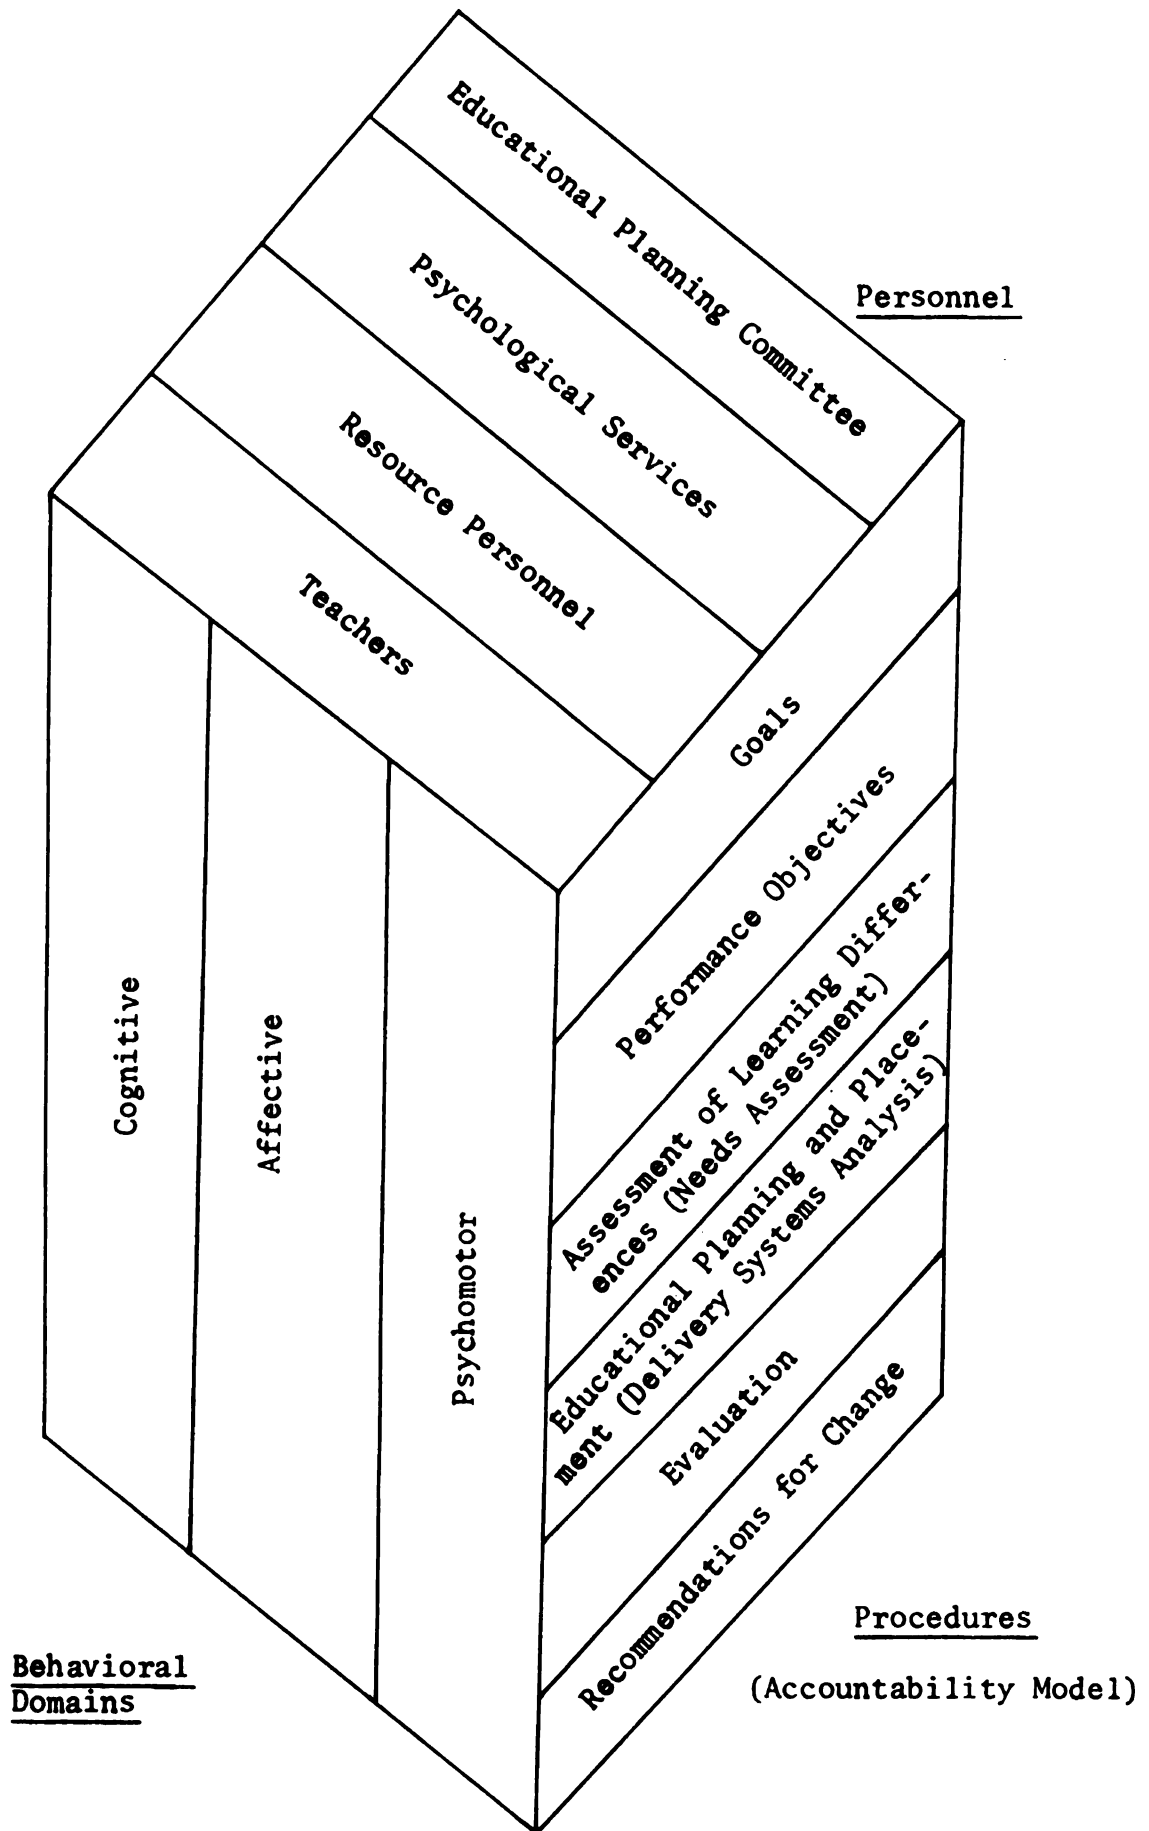 Educational Planning Committee
Psychological Services
Resource Personnel
Teachers
Personnel
Cognitive
Affective
Psychomotor
Goals
Performance Objectives
Assessment of Learning Differ-
ences (Needs Assessment)
Educational Planning and Place-
ment (Delivery Systems Analysis)
Evaluation
Recommendations for Change
Behavioral
Domains
Procedures
(Accountability Model)